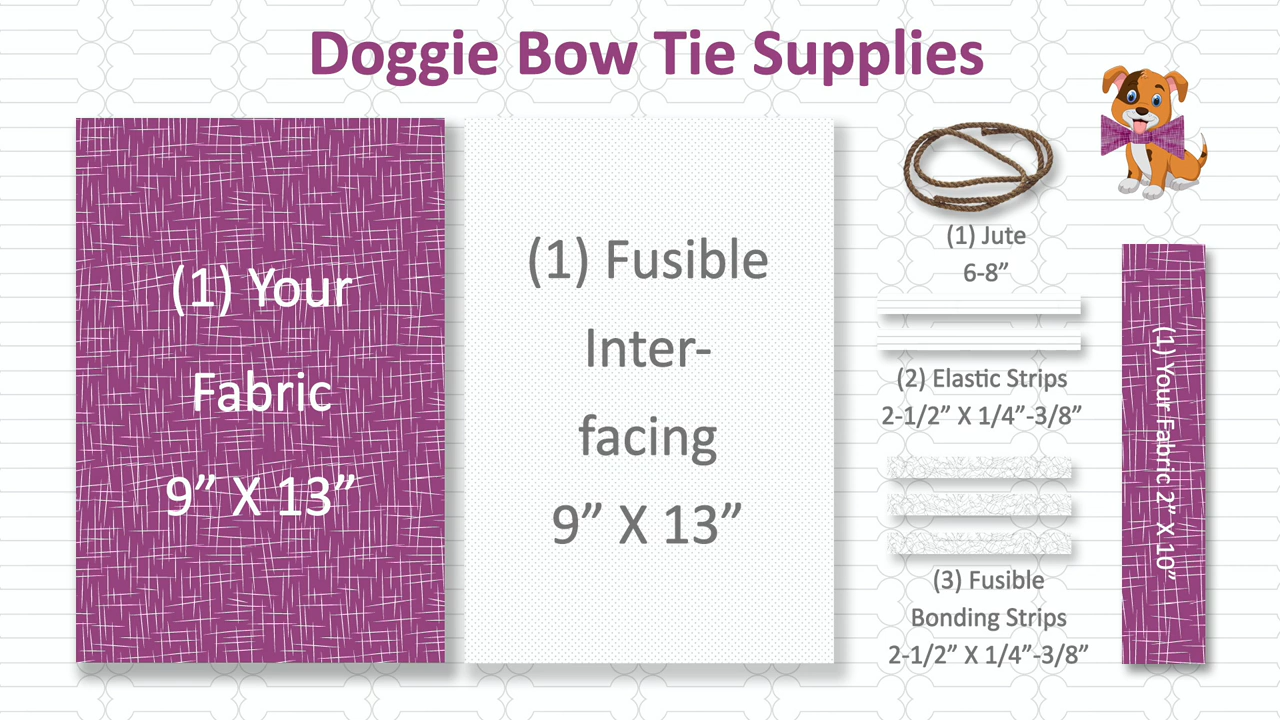 Doggie Bow Tie Supplies
(1) Your
Fabric
9” X 13”
(1) Fusible
Inter-
facing
9” X 13”
(1) Jute
6-8”
(2) Elastic Strips
2-1/2” X 1/4”-3/8”
(3) Fusible
Bonding Strips
2-1/2” X 1/4”-3/8”
(1) Your Fabric 2” X 10”